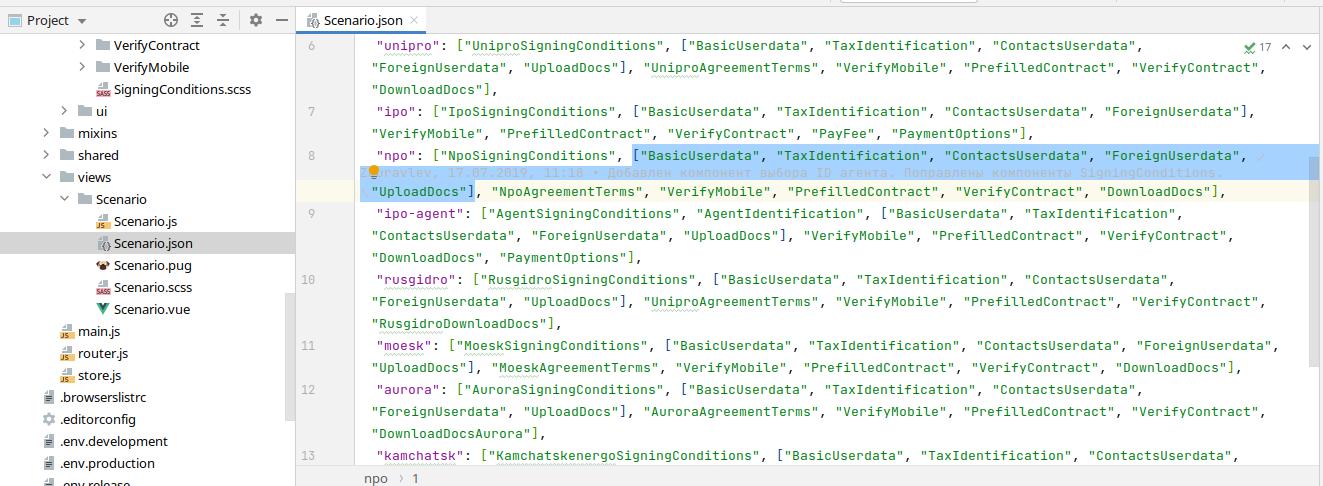 Project
Scenario.json
VerifyContract
VerifyMobile
SigningConditions.scss
ui
mixins
shared
views
Scenario
Scenario.js
Scenario.json
Scenario.pug
Scenario.scss
Scenario.vue
main.js
router.js
store.js
.browserslistrc
.editorconfig
.env.development
.env.production
.env.release
17
6 "unipro": ["UniproSigningConditions", ["BasicUserdata", "TaxIdentification", "ContactsUserdata",
"ForeignUserdata", "UploadDocs"], "UniproAgreementTerms", "VerifyMobile", "PrefilledContract", "VerifyContract",
"DownloadDocs"],
7 "ipo": ["IpoSigningConditions", ["BasicUserdata", "TaxIdentification", "ContactsUserdata", "ForeignUserdata"],
"VerifyMobile", "PrefilledContract", "VerifyContract", "PayFee", "PaymentOptions"],
8 "npo": ["NpoSigningConditions", ["BasicUserdata", "TaxIdentification", "ContactsUserdata", "ForeignUserdata",
17.07.2019, 11:18 • Добавлен компонент выбора ID агента. Поправлены компоненты SigningConditions.
"UploadDocs"], "NpoAgreementTerms", "VerifyMobile", "PrefilledContract", "VerifyContract", "DownloadDocs"],
9 "ipo-agent": ["AgentSigningConditions", "AgentIdentification", ["BasicUserdata", "TaxIdentification",
"ContactsUserdata", "ForeignUserdata", "UploadDocs"], "VerifyMobile", "PrefilledContract", "VerifyContract",
"DownloadDocs", "PaymentOptions"],
10 "rusgidro": ["RusgidroSigningConditions", ["BasicUserdata", "TaxIdentification", "ContactsUserdata",
"ForeignUserdata", "UploadDocs"], "UniproAgreementTerms", "VerifyMobile", "PrefilledContract", "VerifyContract",
"RusgidroDownloadDocs"],
11 "moesk": ["MoeskSigningConditions", ["BasicUserdata", "TaxIdentification", "ContactsUserdata", "ForeignUserdata",
"UploadDocs"], "MoeskAgreementTerms", "VerifyMobile", "PrefilledContract", "VerifyContract", "DownloadDocs"],
12 "aurora": ["AuroraSigningConditions", ["BasicUserdata", "TaxIdentification", "ContactsUserdata",
"ForeignUserdata", "UploadDocs"], "AuroraAgreementTerms", "VerifyMobile", "PrefilledContract", "VerifyContract",
"DownloadDocsAurora"],
13 "kamchatsk": ["KamchatskenergoSigningConditions", ["BasicUserdata", "TaxIdentification", "ContactsUserdata",
npo › 1